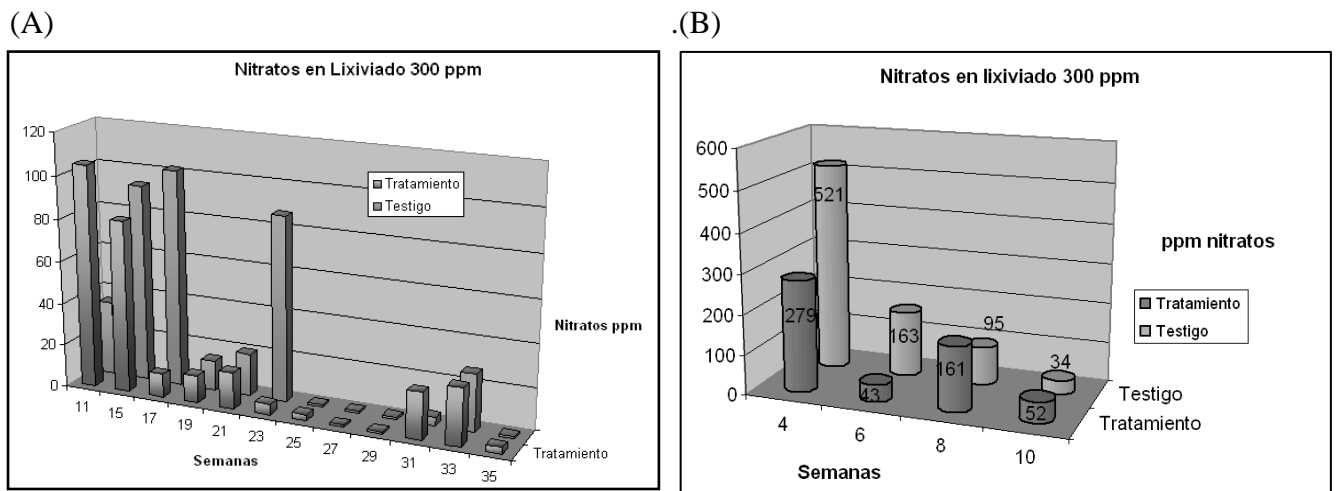 (A)
.(B)
Nitratos en Lixiviado 300 ppm
120
100
80
60
40
20
0
Tratamiento
Testigo
Nitratos ppm
11
15
17
19
21
23
25
27
29
31
33
35
Tratamiento
Semanas
Nitratos en lixiviado 300 ppm
600
500
400
300
200
100
0
521
279
163
43
95
161
34
52
ppm nitratos
Tratamiento
Testigo
4
6
8
10
Testigo
Tratamiento
Semanas